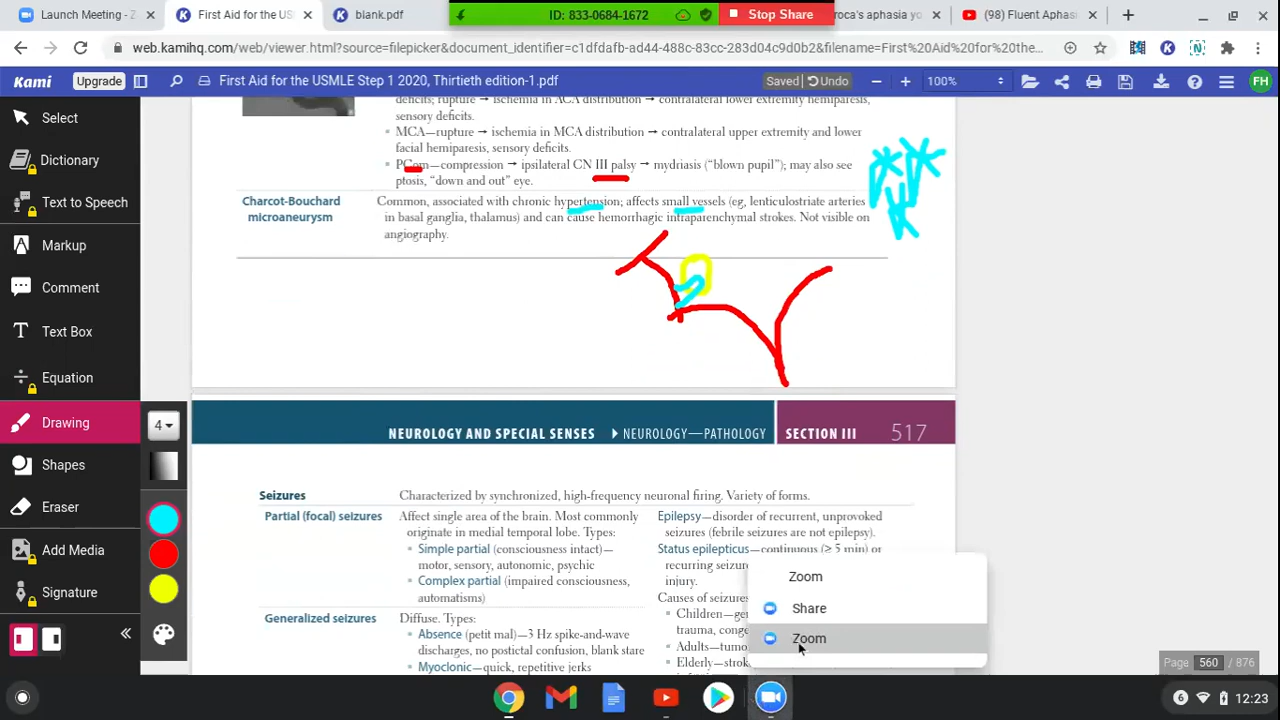 Launch Meeting - Z
First Aid for the US
blank.pdf
ID: 833-0684-1672
Stop Share
roca's aphasia yo
(98) Fluent Aphas
web.kamihq.com/web/viewer.html?source=filepicker&document_identifier=c1dfdafb-ad44-488c-83cc-283d04c9d0b2&filename=First%20Aid%20for%20the...
Kami
Upgrade
First Aid for the USMLE Step 1 2020, Thirtieth edition-1.pdf
Saved
Undo
100%
FH
Select
Dictionary
Text to Speech
Markup
Comment
Text Box
Equation
Drawing
4
Shapes
Eraser
Add Media
Signature
deficits; rupture → ischemia in ACA distribution → contralateral lower extremity hemiparesis,
sensory deficits.
▪ MCA—rupture → ischemia in MCA distribution → contralateral upper extremity and lower
facial hemiparesis, sensory deficits.
▪ PCom—compression → ipsilateral CN III palsy → mydriasis (“blown pupil”); may also see
ptosis, “down and out” eye.
Charcot-Bouchard
microaneurysm
Common, associated with chronic hypertension; affects small vessels (eg, lenticulostriate arteries
in basal ganglia, thalamus) and can cause hemorrhagic intraparenchymal strokes. Not visible on
angiography.
NEUROLOGY AND SPECIAL SENSES ▶ NEUROLOGY—PATHOLOGY
SECTION III
517
Seizures
Characterized by synchronized, high-frequency neuronal firing. Variety of forms.
Partial (focal) seizures
Affect single area of the brain. Most commonly
originate in medial temporal lobe. Types:
▪ Simple partial (consciousness intact)—
motor, sensory, autonomic, psychic
▪ Complex partial (impaired consciousness,
automatisms)
Epilepsy—disorder of recurrent, unprovoked
seizures (febrile seizures are not epilepsy).
Status epilepticus—continuous (≥ 5 min) or
recurring seizure
injury.
Causes of seizures
▪ Children—gen
trauma, conge
▪ Adults—tumo
▪ Elderly—strok
Generalized seizures
Diffuse. Types:
▪ Absence (petit mal)—3 Hz spike-and-wave
discharges, no postictal confusion, blank stare
▪ Myoclonic—quick, repetitive jerks
Zoom
Share
Zoom
Page 560 / 876
6
12:23